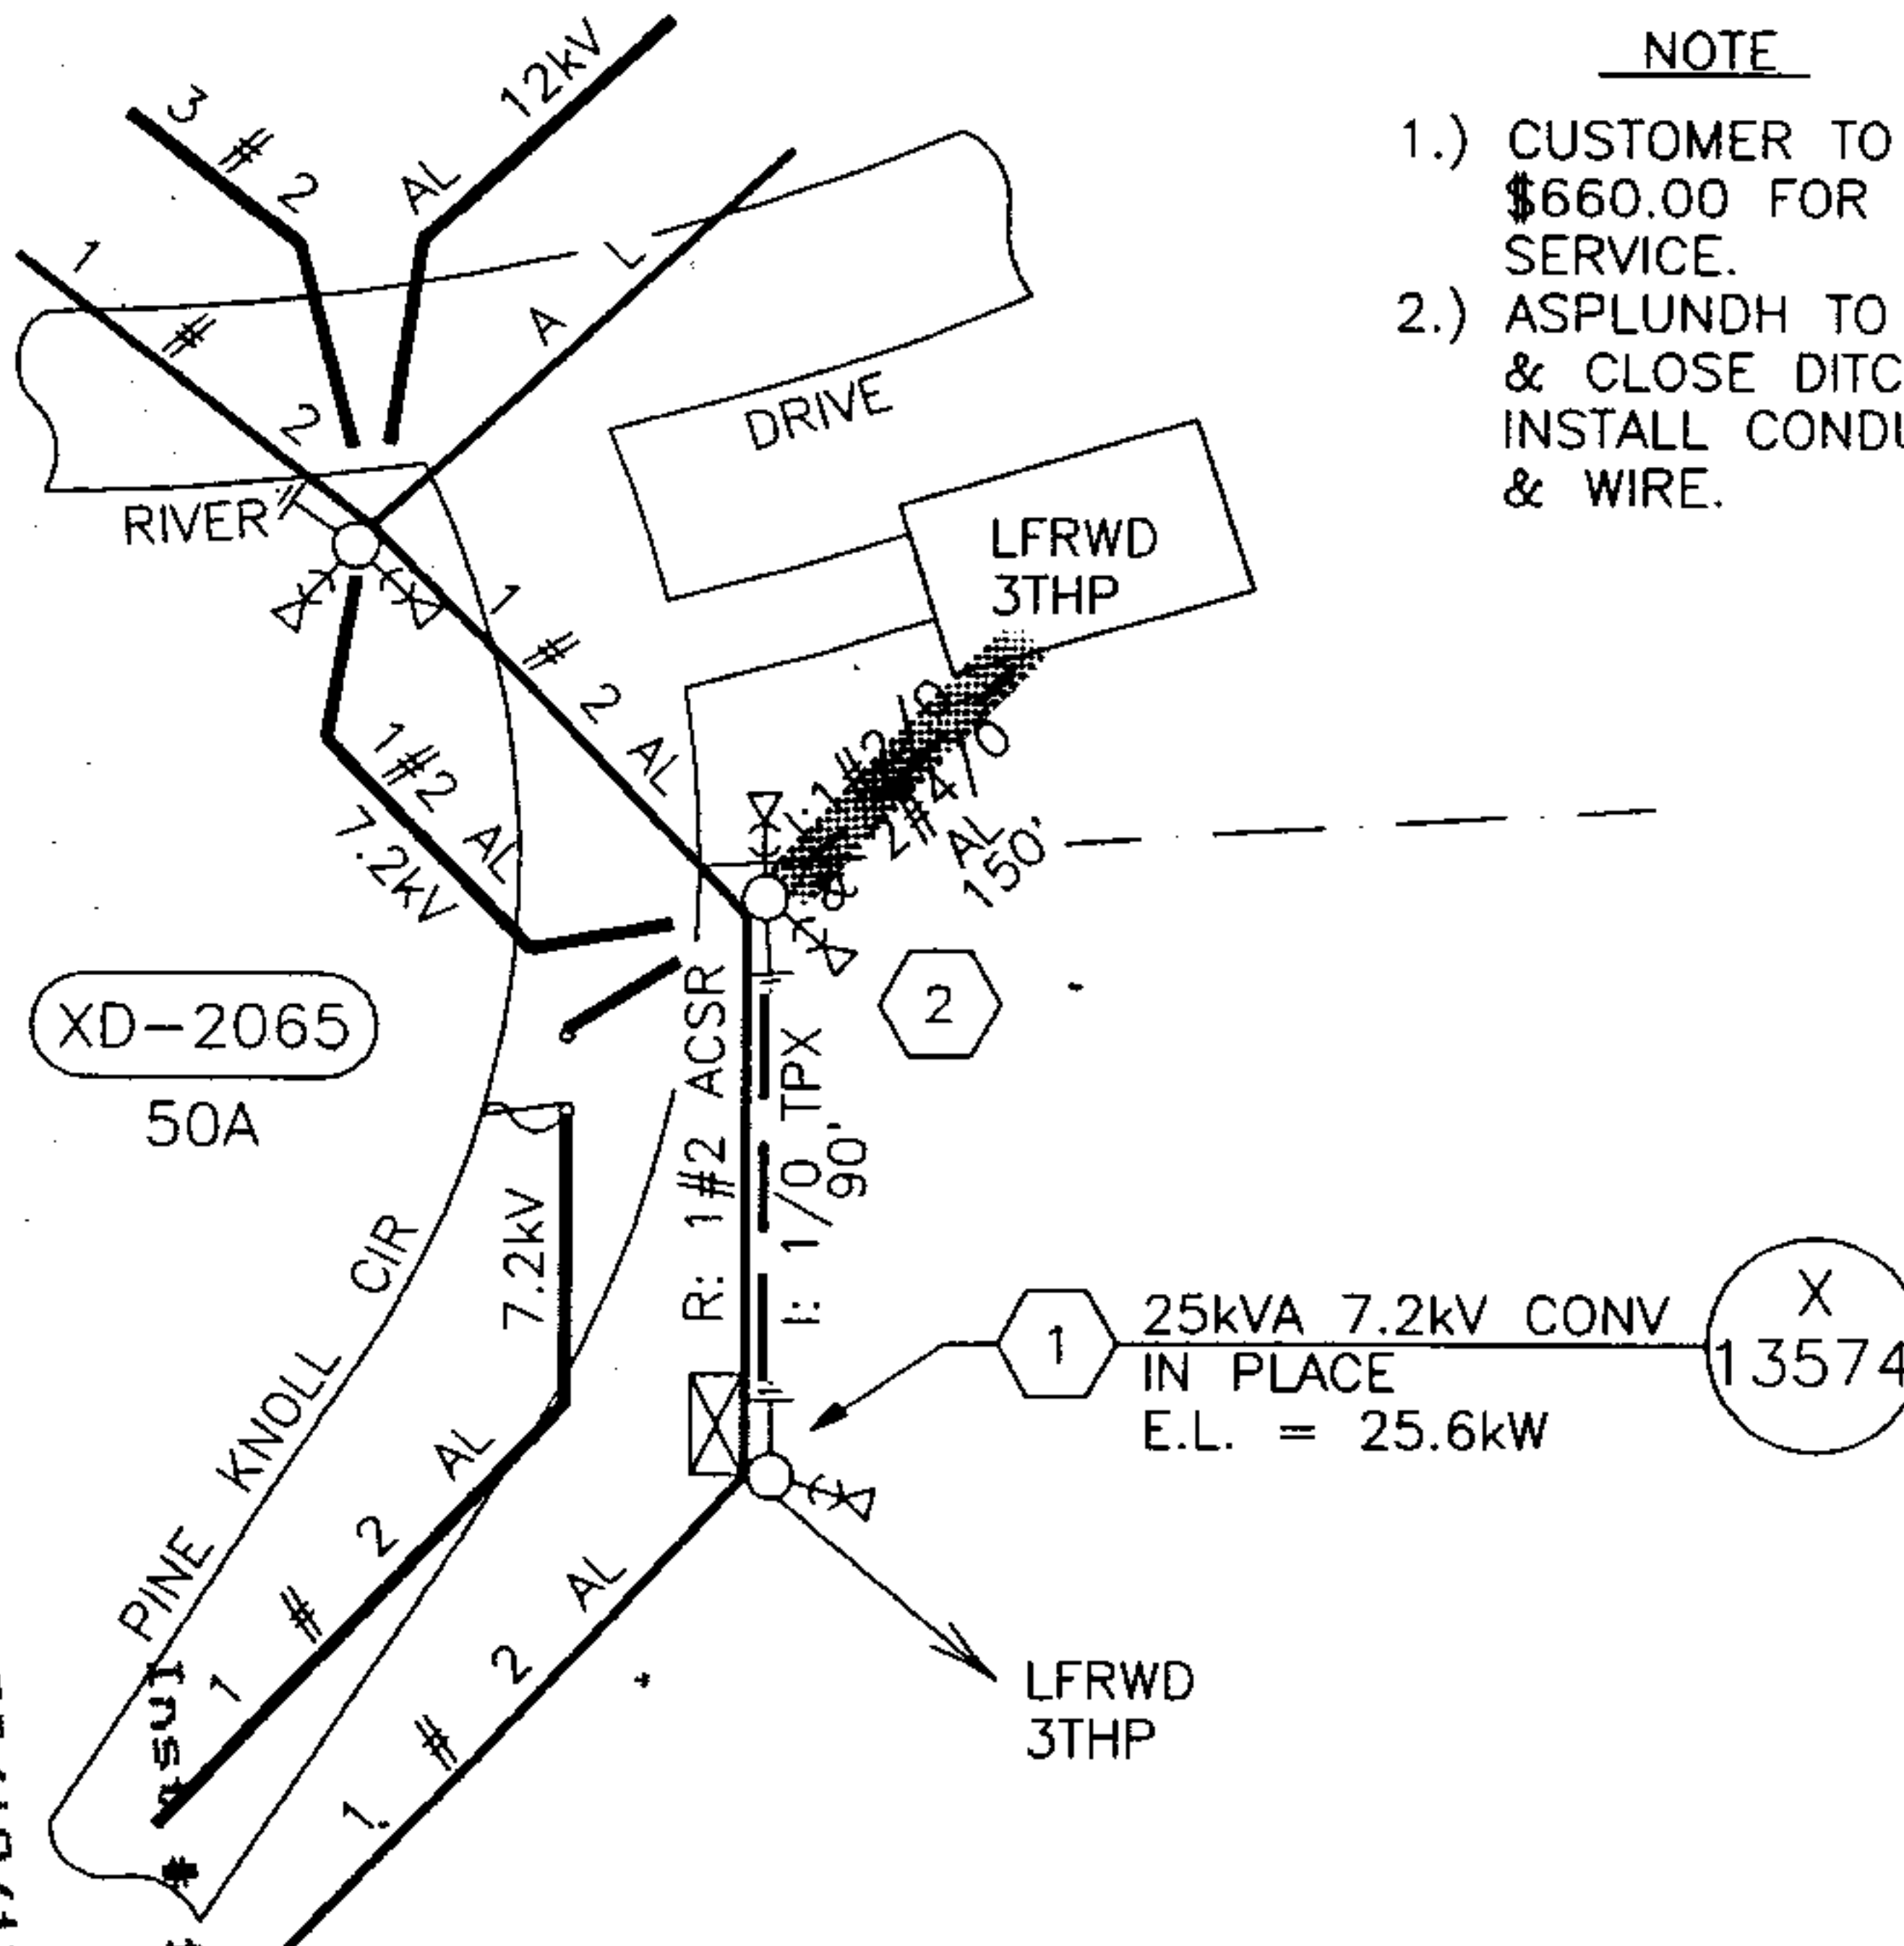 NOTE
1.) CUSTOMER TO
$660.00 FOR
SERVICE.
2.) ASPLUNDH TO
& CLOSE DITC
INSTALL CONDU
& WIRE.
3 # 2 AL 12kV
1 # 2 AL
RIVER
DRIVE
LFRWD
3THP
1 # 2 AL
1#2 AL
7.2kV
2#4/0
AL
150'
XD-2065
50A
2
R: 1#2 ACSR
I: 1/0 TPX
90'
7.2kV
PINE KNOLL CIR
1
25kVA 7.2kV CONV
IN PLACE
E.L. = 25.6kW
X
13574
1 # 2 AL
1 # 2 AL
LFRWD
3THP